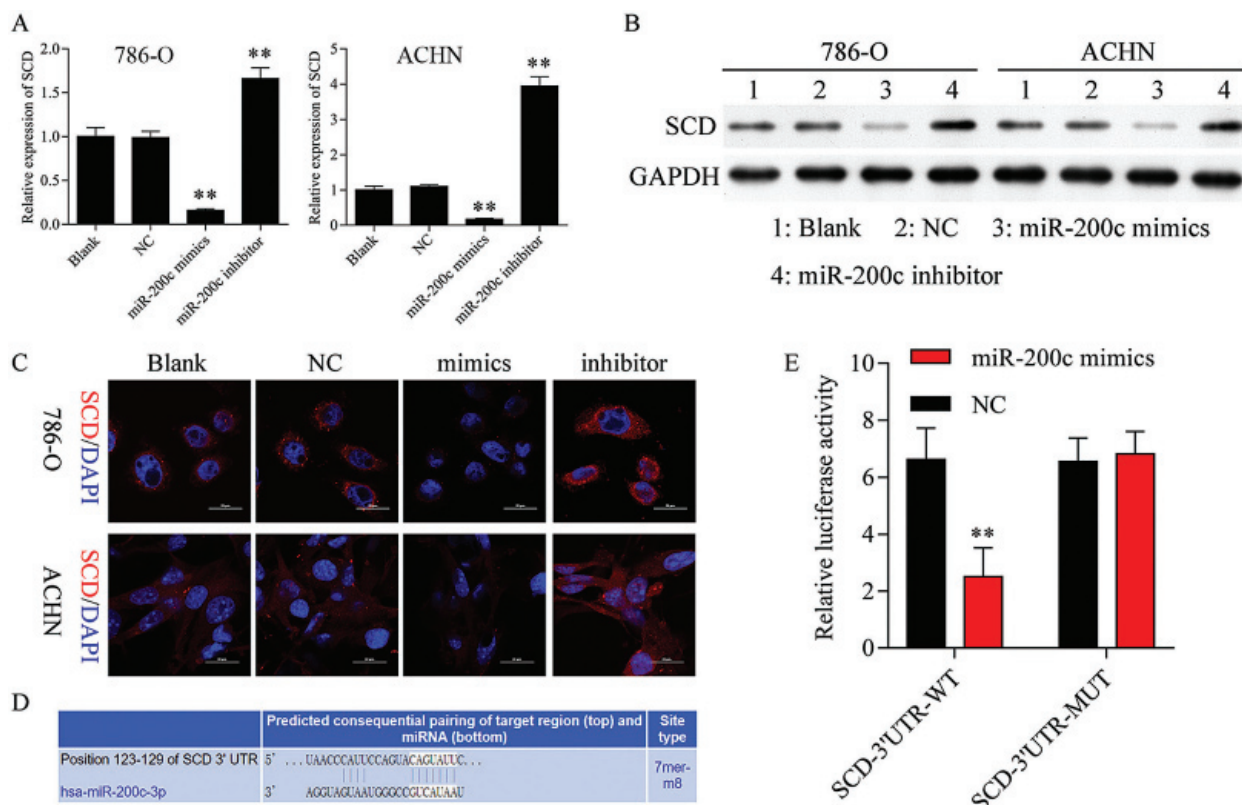 A
Relative expression of SCD
2.0
1.5
1.0
0.5
0.0
786-O
**
**
Blank
NC
miR-200c mimics
miR-200c inhibitor
Relative expression of SCD
5
4
3
2
1
0
ACHN
**
**
Blank
NC
miR-200c mimics
miR-200c inhibitor
B
786-O ACHN
1 2 3 4 1 2 3 4
SCD
GAPDH
1: Blank 2: NC 3: miR-200c mimics
4: miR-200c inhibitor
C
Blank NC mimics inhibitor
786-O
SCD/DAPI
ACHN
SCD/DAPI
D
Predicted consequential pairing of target region (top) and
miRNA (bottom)
Site
type
Position 123-129 of SCD 3' UTR 5' ...UAACCCAUUCCAGUACAGUAUUC...
hsa-miR-200c-3p 3' AGGUAGUAAUGGGCCGUCAUAAU
7mer-
m8
E
miR-200c mimics
NC
Relative luciferase activity
10
8
6
4
2
0
**
SCD-3'UTR-WT
SCD-3'UTR-MUT